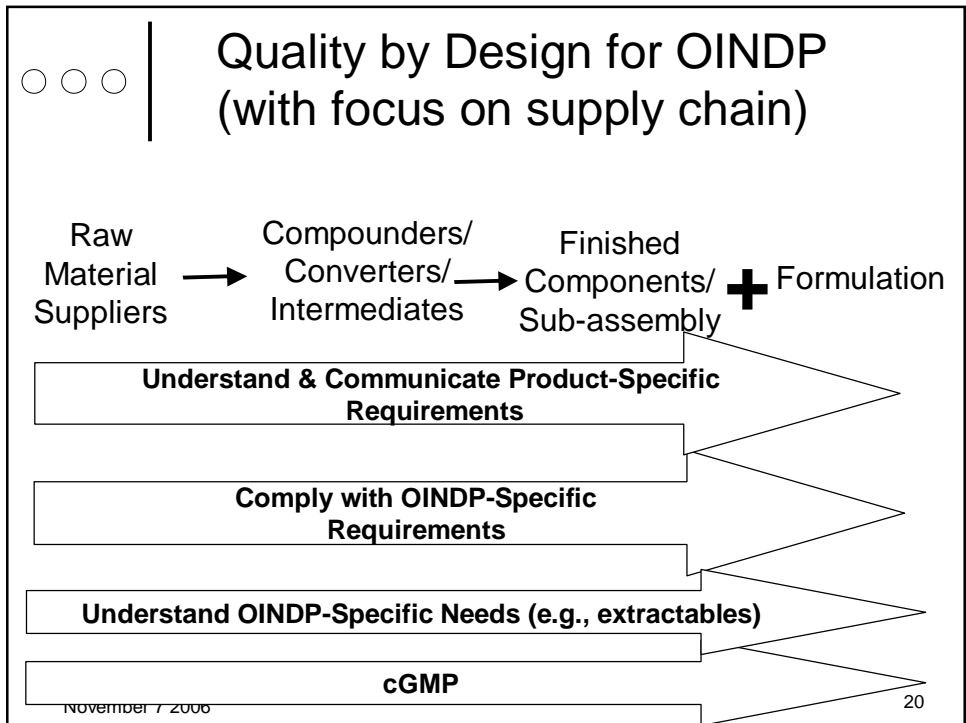 Quality by Design for OINDP
(with focus on supply chain)
Raw
Material
Suppliers
Compounders/
Converters/
Intermediates
Finished
Components/
Sub-assembly
+
Formulation
Understand & Communicate Product-Specific
Requirements
Comply with OINDP-Specific
Requirements
Understand OINDP-Specific Needs (e.g., extractables)
cGMP
November 7 2006
20